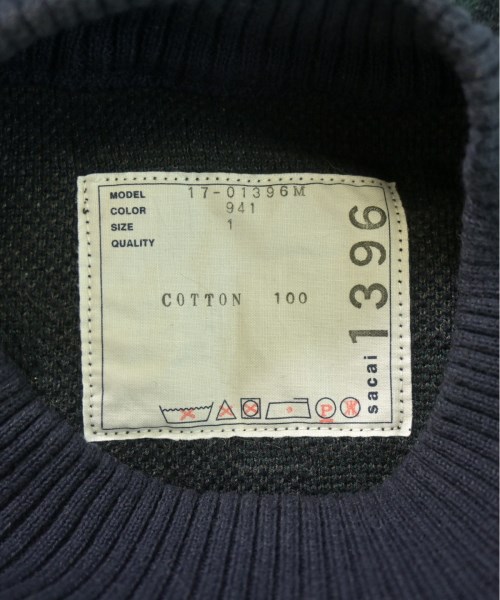 MODEL 17-01396M
COLOR 941
SIZE 1
QUALITY
COTTON 100
P
sacai 1396